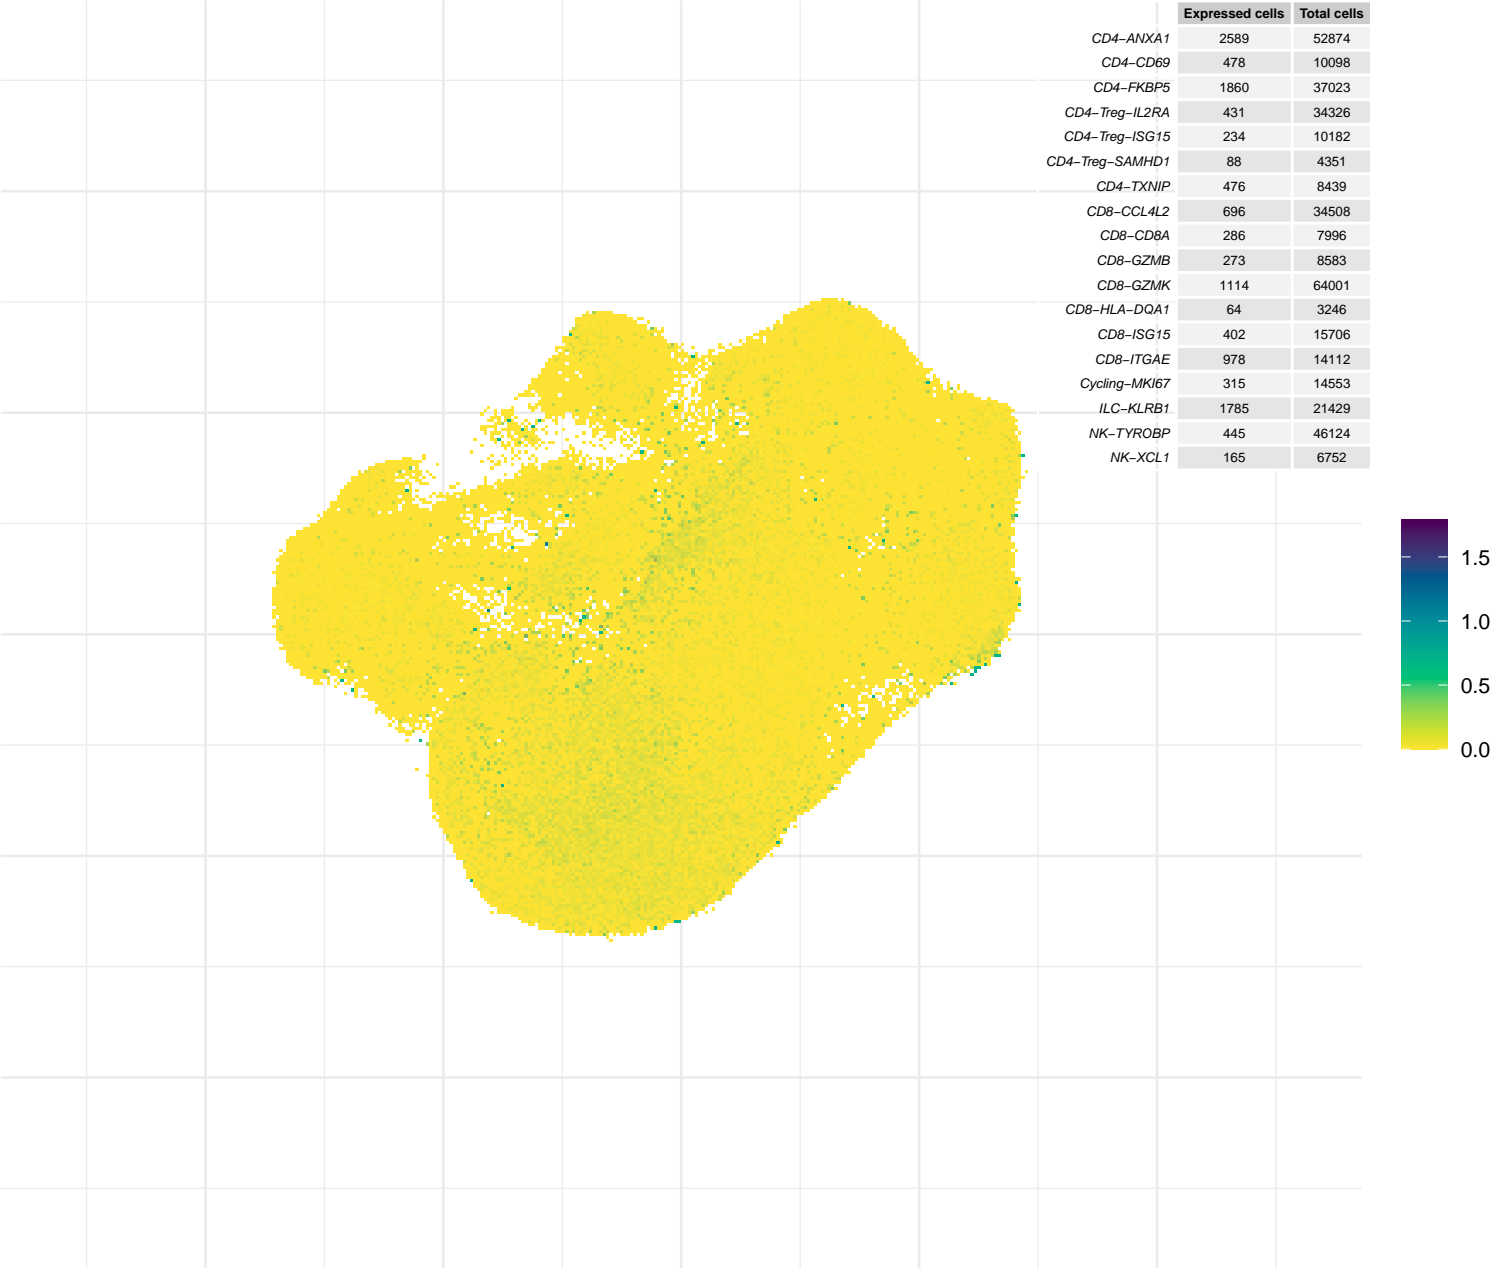 Expressed cells Total cells
CD4−ANXA1 2589 52874
CD4−CD69 478 10098
CD4−FKBP5 1860 37023
CD4−Treg−IL2RA 431 34326
CD4−Treg−ISG15 234 10182
CD4−Treg−SAMHD1 88 4351
CD4−TXNIP 476 8439
CD8−CCL4L2 696 34508
CD8−CD8A 286 7996
CD8−GZMB 273 8583
CD8−GZMK 1114 64001
CD8−HLA−DQA1 64 3246
CD8−ISG15 402 15706
CD8−ITGAE 978 14112
Cycling−MKI67 315 14553
ILC−KLRB1 1785 21429
NK−TYROBP 445 46124
NK−XCL1 165 6752
1.5
1.0
0.5
0.0